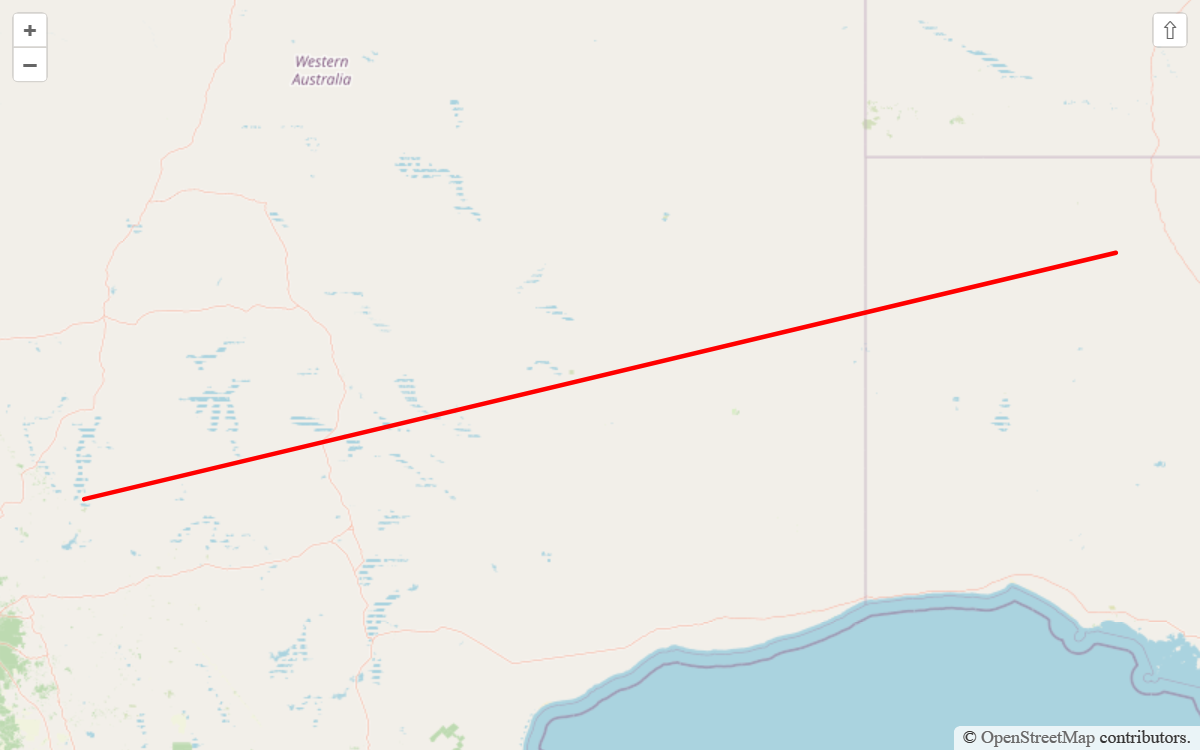 +
−
⇧
Western
Australia
© OpenStreetMap contributors.